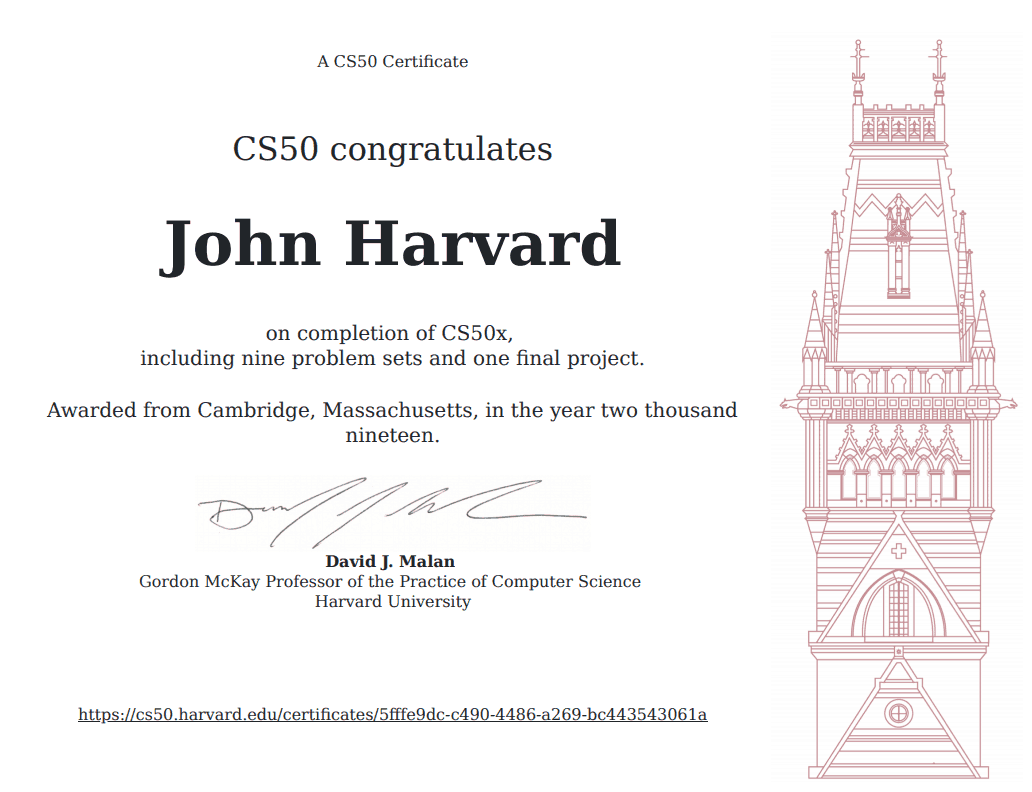 A CS50 Certificate
CS50 congratulates
John Harvard
on completion of CS50x,
including nine problem sets and one final project.
Awarded from Cambridge, Massachusetts, in the year two thousand
nineteen.
David J. Malan
Gordon McKay Professor of the Practice of Computer Science
Harvard University
https://cs50.harvard.edu/certificates/5fffe9dc-c490-4486-a269-bc443543061a